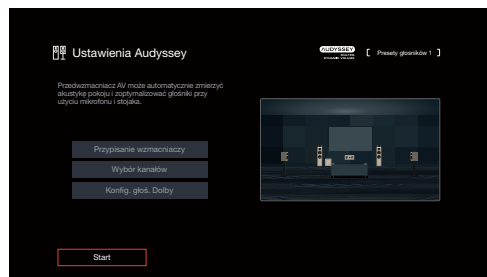 Ustawienia Audyssey
AUDYSSEY
[ Presety głośników 1 ]
Przedwzmacniacz AV może automatycznie zmierzyć
akustykę pokoju i zoptymalizować głośniki przy
użyciu mikrofonu i stojaka.
Przypisanie wzmacniaczy
Wybór kanałów
Konfig. głoś. Dolby
Start